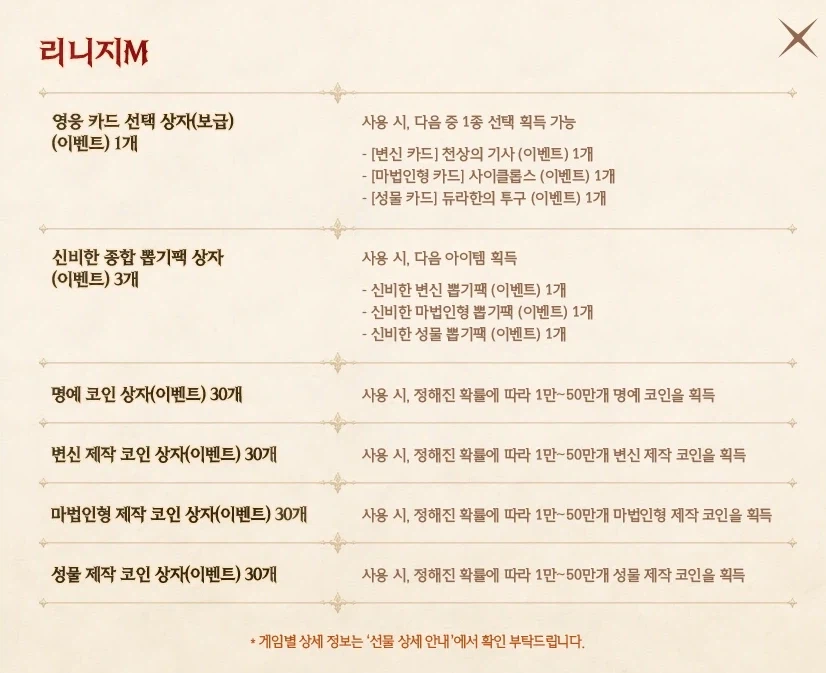 리니지M
영웅 카드 선택 상자(보급)
(이벤트) 1개
사용 시, 다음 중 1종 선택 획득 가능
- [변신 카드] 천상의 기사 (이벤트) 1개
- [마법인형 카드] 사이클롭스 (이벤트) 1개
- [성물 카드] 듀라한의 투구 (이벤트) 1개
신비한 종합 뽑기팩 상자
(이벤트) 3개
사용 시, 다음 아이템 획득
- 신비한 변신 뽑기팩 (이벤트) 1개
- 신비한 마법인형 뽑기팩 (이벤트) 1개
- 신비한 성물 뽑기팩 (이벤트) 1개
명예 코인 상자(이벤트) 30개
사용 시, 정해진 확률에 따라 1만~50만개 명예 코인을 획득
변신 제작 코인 상자(이벤트) 30개
사용 시, 정해진 확률에 따라 1만~50만개 변신 제작 코인을 획득
마법인형 제작 코인 상자(이벤트) 30개
사용 시, 정해진 확률에 따라 1만~50만개 마법인형 제작 코인을 획득
성물 제작 코인 상자(이벤트) 30개
사용 시, 정해진 확률에 따라 1만~50만개 성물 제작 코인을 획득
* 게임별 상세 정보는 '선물 상세 안내'에서 확인 부탁드립니다.